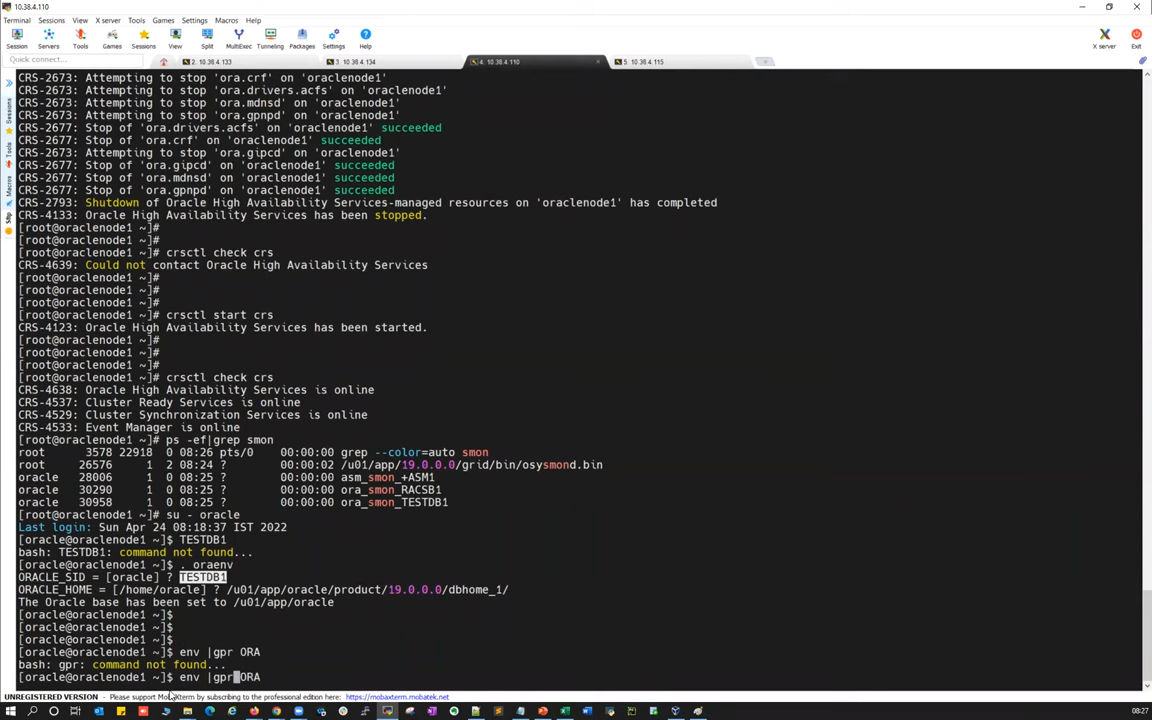 10.38.4.110
Terminal Sessions View X server Tools Games Settings Macros Help
Session Servers Tools Games Sessions View Split MultiExec Tunneling Packages Settings Help X server Exit
Quick connect... 2. 10.38.4.133 3. 10.38.4.134 4. 10.38.4.110 5. 10.38.4.115
Sessions
Tools
Macros
Sftp
CRS-2673: Attempting to stop 'ora.crf' on 'oraclenode1'
CRS-2673: Attempting to stop 'ora.drivers.acfs' on 'oraclenode1'
CRS-2673: Attempting to stop 'ora.mdnsd' on 'oraclenode1'
CRS-2673: Attempting to stop 'ora.gpnpd' on 'oraclenode1'
CRS-2677: Stop of 'ora.drivers.acfs' on 'oraclenode1' succeeded
CRS-2677: Stop of 'ora.crf' on 'oraclenode1' succeeded
CRS-2673: Attempting to stop 'ora.gipcd' on 'oraclenode1'
CRS-2677: Stop of 'ora.gipcd' on 'oraclenode1' succeeded
CRS-2677: Stop of 'ora.mdnsd' on 'oraclenode1' succeeded
CRS-2677: Stop of 'ora.gpnpd' on 'oraclenode1' succeeded
CRS-2793: Shutdown of Oracle High Availability Services-managed resources on 'oraclenode1' has completed
CRS-4133: Oracle High Availability Services has been stopped.
[root@oraclenode1 ~]#
[root@oraclenode1 ~]#
[root@oraclenode1 ~]# crsctl check crs
CRS-4639: Could not contact Oracle High Availability Services
[root@oraclenode1 ~]#
[root@oraclenode1 ~]#
[root@oraclenode1 ~]#
[root@oraclenode1 ~]# crsctl start crs
CRS-4123: Oracle High Availability Services has been started.
[root@oraclenode1 ~]#
[root@oraclenode1 ~]#
[root@oraclenode1 ~]#
[root@oraclenode1 ~]# crsctl check crs
CRS-4638: Oracle High Availability Services is online
CRS-4537: Cluster Ready Services is online
CRS-4529: Cluster Synchronization Services is online
CRS-4533: Event Manager is online
[root@oraclenode1 ~]# ps -ef|grep smon
root 3578 22918 0 08:26 pts/0 00:00:00 grep --color=auto smon
root 26576 1 2 08:24 ? 00:00:02 /u01/app/19.0.0.0/grid/bin/osysmond.bin
oracle 28006 1 0 08:25 ? 00:00:00 asm_smon_+ASM1
oracle 30290 1 0 08:25 ? 00:00:00 ora_smon_RACSB1
oracle 30958 1 0 08:25 ? 00:00:00 ora_smon_TESTDB1
[root@oraclenode1 ~]# su - oracle
Last login: Sun Apr 24 08:18:37 IST 2022
[oracle@oraclenode1 ~]$ TESTDB1
bash: TESTDB1: command not found...
[oracle@oraclenode1 ~]$ . oraenv
ORACLE_SID = [oracle] ? TESTDB1
ORACLE_HOME = [/home/oracle] ? /u01/app/oracle/product/19.0.0.0/dbhome_1/
The Oracle base has been set to /u01/app/oracle
[oracle@oraclenode1 ~]$
[oracle@oraclenode1 ~]$
[oracle@oraclenode1 ~]$
[oracle@oraclenode1 ~]$ env |gpr ORA
bash: gpr: command not found...
[oracle@oraclenode1 ~]$ env |gpr ORA
UNREGISTERED VERSION - Please support MobaXterm by subscribing to the professional edition here: https://mobaxterm.mobatek.net
08:27